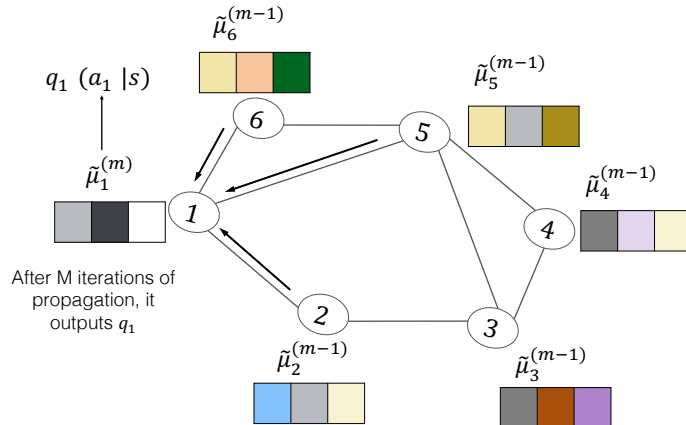 μ̃₆⁽ᵐ⁻¹⁾
q₁ (a₁ |s)
μ̃₅⁽ᵐ⁻¹⁾
6
5
μ̃₁⁽ᵐ⁾
μ̃₄⁽ᵐ⁻¹⁾
1
4
After M iterations of
propagation, it
outputs q₁
2
3
μ̃₂⁽ᵐ⁻¹⁾
μ̃₃⁽ᵐ⁻¹⁾